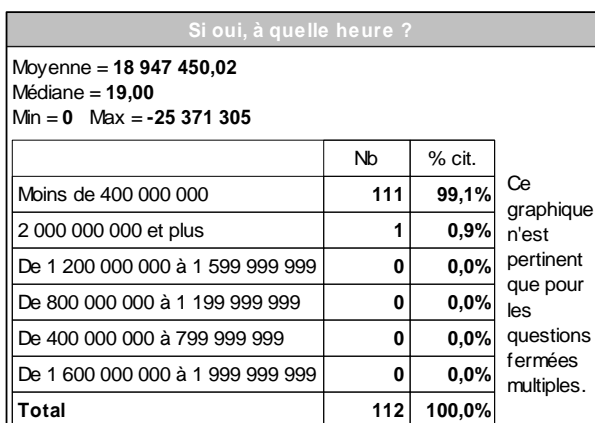 Si oui, à quelle heure ?
Moyenne = 18 947 450,02
Médiane = 19,00
Min = 0 Max = -25 371 305
Nb % cit.
Moins de 400 000 000 111 99,1%
2 000 000 000 et plus 1 0,9%
De 1 200 000 000 à 1 599 999 999 0 0,0%
De 800 000 000 à 1 199 999 999 0 0,0%
De 400 000 000 à 799 999 999 0 0,0%
De 1 600 000 000 à 1 999 999 999 0 0,0%
Total 112 100,0%
Ce
graphique
n'est
pertinent
que pour
les
questions
fermées
multiples.